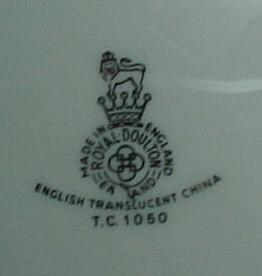 MADE IN ENGLAND
ROYAL·DOULTON
ENGLISH TRANSLUCENT CHINA
T.C.1050